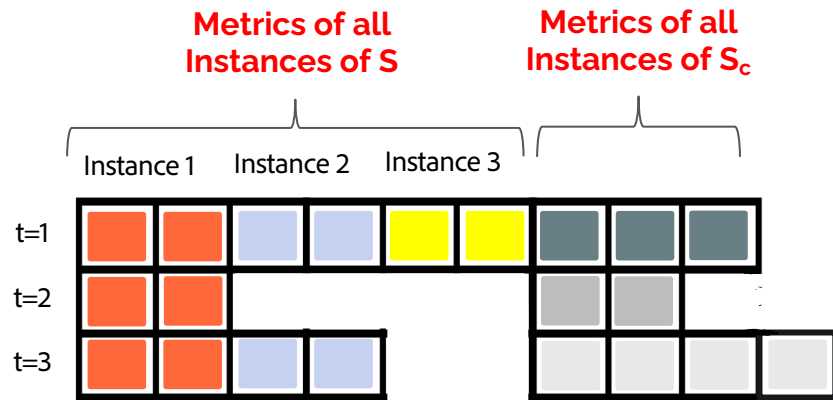 Metrics of all
Instances of S
Metrics of all
Instances of Sc
Instance 1
Instance 2
Instance 3
t=1
t=2
t=3